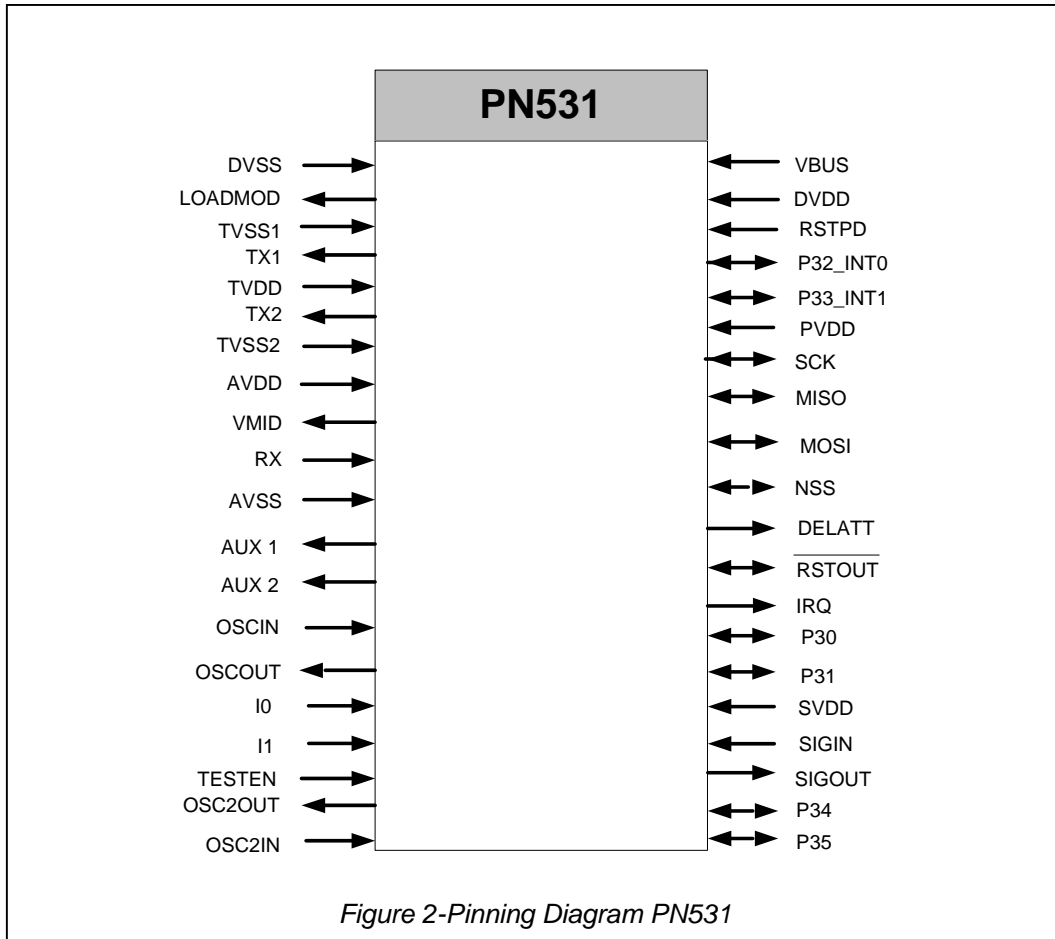 PN531
DVSS
LOADMOD
TVSS1
TX1
TVDD
TX2
TVSS2
AVDD
VMID
RX
AVSS
AUX 1
AUX 2
OSCIN
OSCOUT
I0
I1
TESTEN
OSC2OUT
OSC2IN
VBUS
DVDD
RSTPD
P32_INT0
P33_INT1
PVDD
SCK
MISO
MOSI
NSS
DELATT
RSTOUT
IRQ
P30
P31
SVDD
SIGIN
SIGOUT
P34
P35
Figure 2-Pinning Diagram PN531